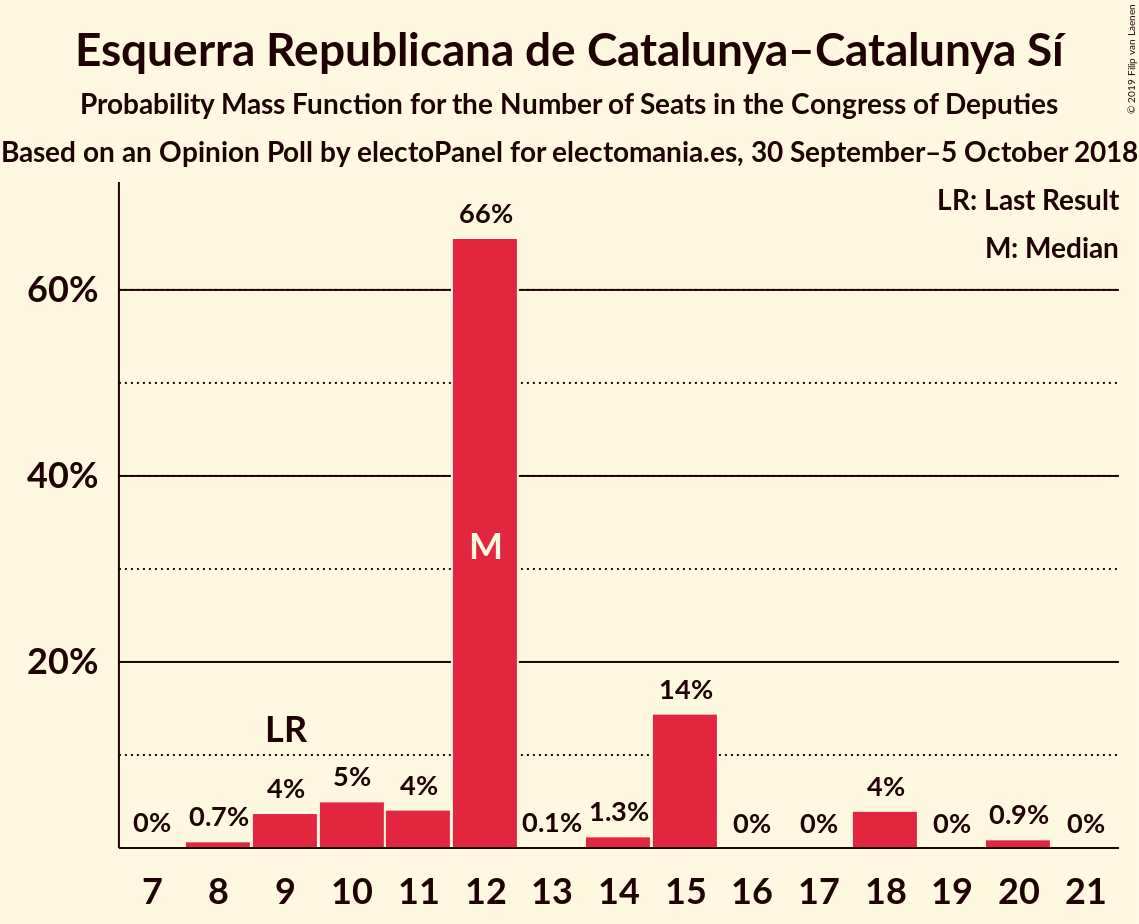 Esquerra Republicana de Catalunya–Catalunya Sí
Probability Mass Function for the Number of Seats in the Congress of Deputies
Based on an Opinion Poll by electoPanel for electomania.es, 30 September–5 October 2018
© 2019 Filip van Laenen
LR: Last Result
M: Median
60%
40%
20%
0%
0.7%
LR
4%
5%
4%
66%
M
0.1%
1.3%
14%
0%
0%
4%
0%
0.9%
0%
7 8 9 10 11 12 13 14 15 16 17 18 19 20 21